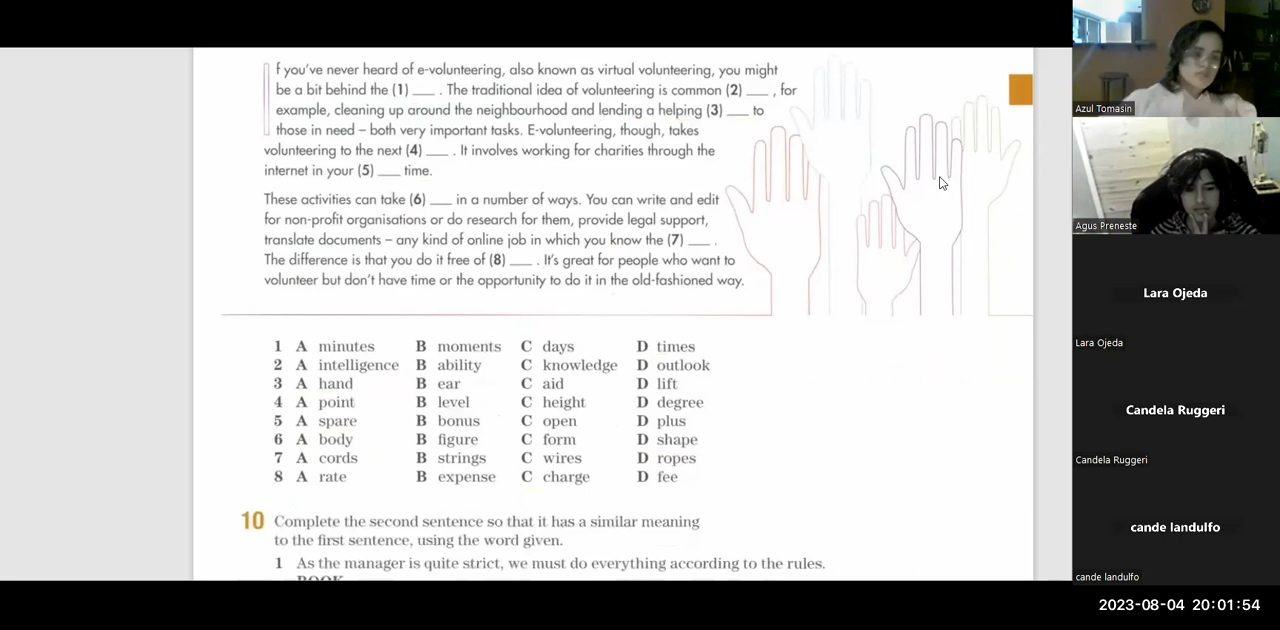 f you've never heard of e-volunteering, also known as virtual volunteering, you might
be a bit behind the (1) ___ . The traditional idea of volunteering is common (2) ___ , for
example, cleaning up around the neighbourhood and lending a helping (3) ___ to
those in need – both very important tasks. E-volunteering, though, takes
volunteering to the next (4) ___ . It involves working for charities through the
internet in your (5) ___ time.
These activities can take (6) ___ in a number of ways. You can write and edit
for non-profit organisations or do research for them, provide legal support,
translate documents – any kind of online job in which you know the (7) ___ .
The difference is that you do it free of (8) ___ . It's great for people who want to
volunteer but don't have time or the opportunity to do it in the old-fashioned way.
1 A minutes B moments C days D times
2 A intelligence B ability C knowledge D outlook
3 A hand B ear C aid D lift
4 A point B level C height D degree
5 A spare B bonus C open D plus
6 A body B figure C form D shape
7 A cords B strings C wires D ropes
8 A rate B expense C charge D fee
10 Complete the second sentence so that it has a similar meaning
to the first sentence, using the word given.
1 As the manager is quite strict, we must do everything according to the rules.
BOOK
Azul Tomasin
Agus Preneste
Lara Ojeda
Lara Ojeda
Candela Ruggeri
Candela Ruggeri
cande landulfo
cande landulfo
2023-08-04 20:01:54